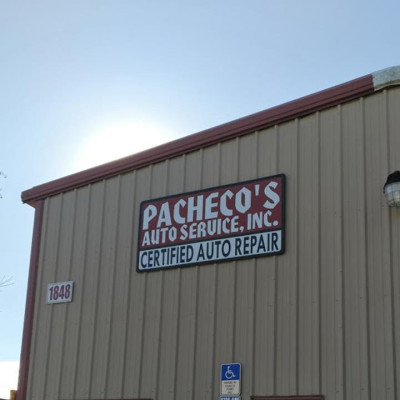 PACHECO'S
AUTO SERVICE, INC.
CERTIFIED AUTO REPAIR
1848